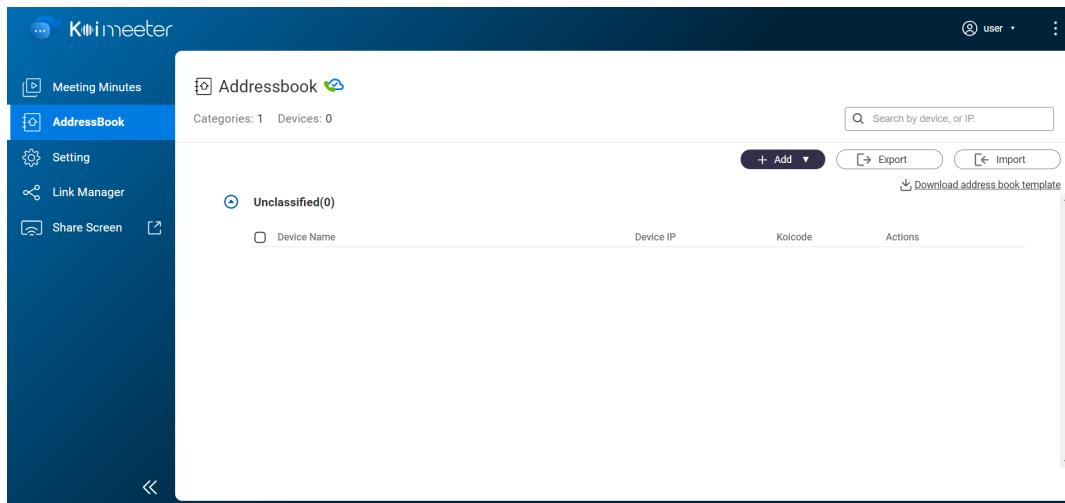 Koimeeter
user
Meeting Minutes
AddressBook
Setting
Link Manager
Share Screen
Addressbook
Categories: 1 Devices: 0
Search by device, or IP.
+ Add
Export
Import
Download address book template
Unclassified(0)
Device Name Device IP Koicode Actions